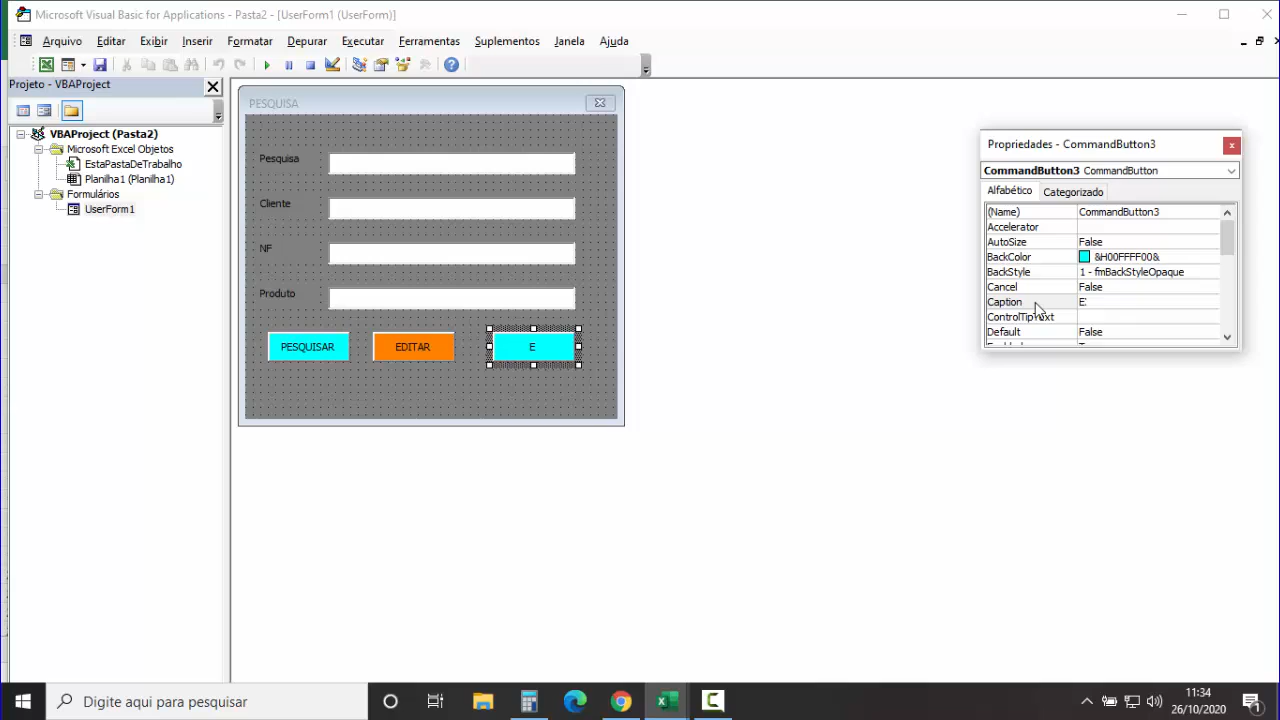 Microsoft Visual Basic for Applications - Pasta2 - [UserForm1 (UserForm)]
Arquivo Editar Exibir Inserir Formatar Depurar Executar Ferramentas Suplementos Janela Ajuda
Projeto - VBAProject
VBAProject (Pasta2)
Microsoft Excel Objetos
EstaPastaDeTrabalho
Planilha1 (Planilha1)
Formulários
UserForm1
PESQUISA
Pesquisa
Cliente
NF
Produto
PESQUISAR EDITAR E
Propriedades - CommandButton3
CommandButton3 CommandButton
Alfabético Categorizado
(Name) CommandButton3
Accelerator
AutoSize False
BackColor &H00FFFF00&
BackStyle 1 - fmBackStyleOpaque
Cancel False
Caption E
ControlTipText
Default False
Digite aqui para pesquisar
11:34
26/10/2020
1